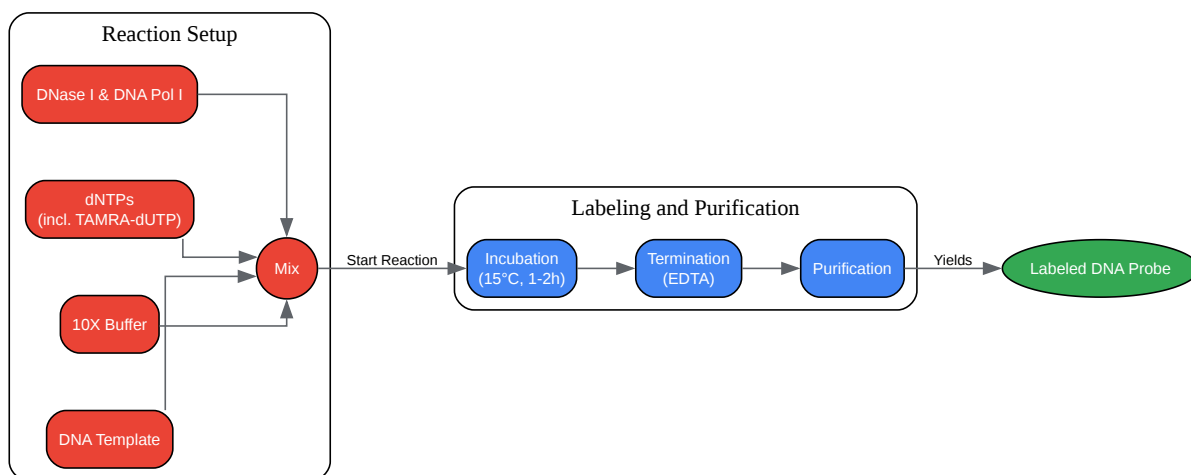 Reaction Setup
DNase I & DNA Pol I
dNTPs
(incl. TAMRA-dUTP)
Mix
10X Buffer
DNA Template
Start Reaction
Labeling and Purification
Incubation
(15°C, 1-2h)
Termination
(EDTA)
Purification
Yields
Labeled DNA Probe